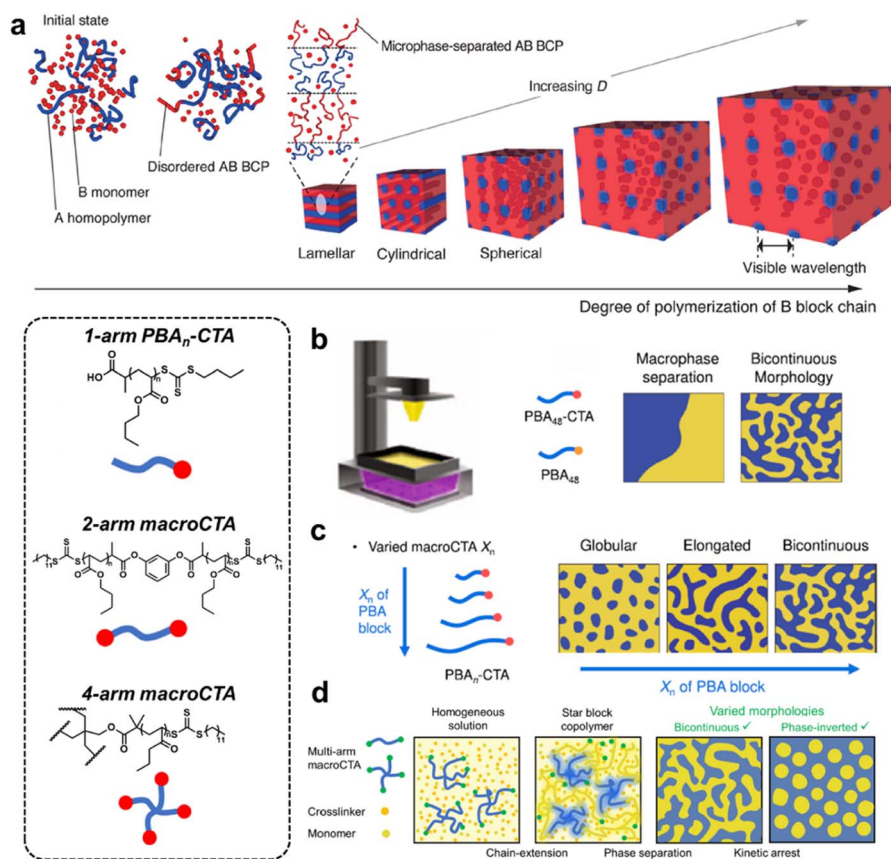 a
Initial state
Microphase-separated AB BCP
Increasing D
Disordered AB BCP
B monomer
A homopolymer
Lamellar
Cylindrical
Spherical
Visible wavelength
Degree of polymerization of B block chain
1-arm PBAn-CTA
HO
O
n
S
S
S
O
O
2-arm macroCTA
4-arm macroCTA
b
PBA48-CTA
PBA48
Macrophase
separation
Bicontinuous
Morphology
c
• Varied macroCTA Xn
Xn of
PBA
block
PBAn-CTA
Globular
Elongated
Bicontinuous
Xn of PBA block
d
Multi-arm
macroCTA
Crosslinker
Monomer
Homogeneous
solution
Star block
copolymer
Varied morphologies
Bicontinuous ✓
Phase-inverted ✓
Chain-extension
Phase separation
Kinetic arrest